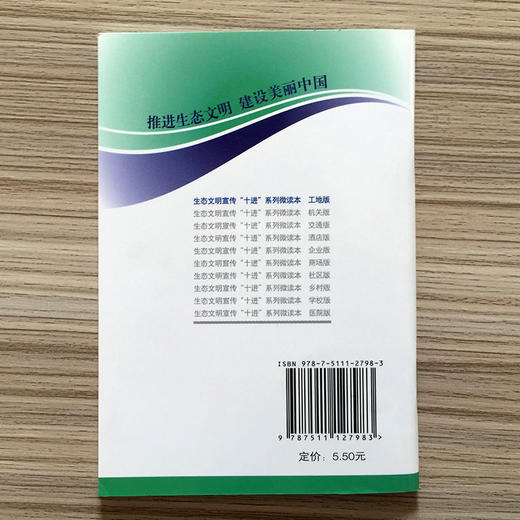 推进生态文明 建设美丽中国
生态文明宣传“十进”系列微读本 工地版
生态文明宣传“十进”系列微读本 机关版
生态文明宣传“十进”系列微读本 交通版
生态文明宣传“十进”系列微读本 酒店版
生态文明宣传“十进”系列微读本 企业版
生态文明宣传“十进”系列微读本 商场版
生态文明宣传“十进”系列微读本 社区版
生态文明宣传“十进”系列微读本 乡村版
生态文明宣传“十进”系列微读本 学校版
生态文明宣传“十进”系列微读本 医院版
ISBN 978-7-5111-2798-3
9 787511 127983>
定价：5.50元